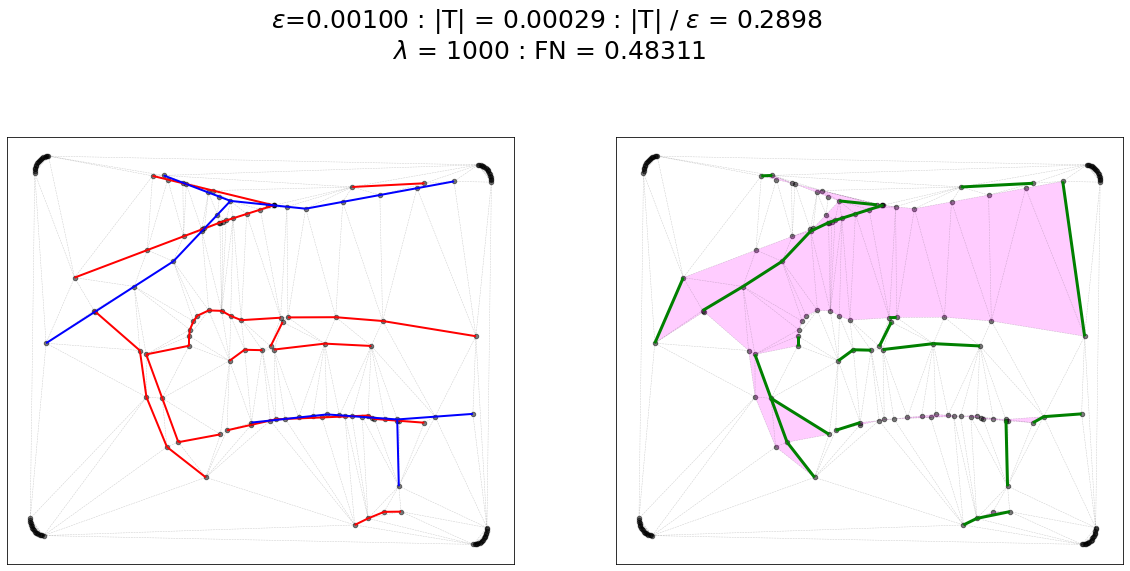 ε=0.00100 : |T| = 0.00029 : |T| / ε = 0.2898
λ = 1000 : FN = 0.48311